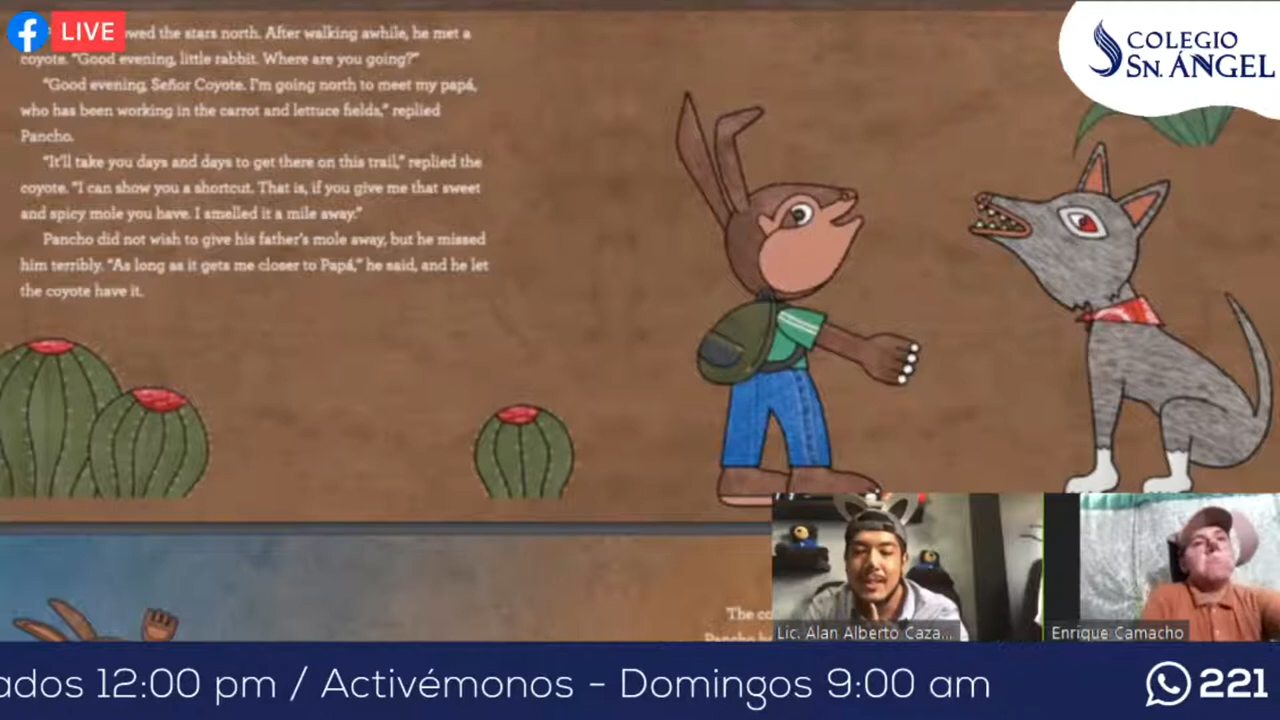 LIVE
COLEGIO
SN. ÁNGEL
owed the stars north. After walking awhile, he met a
coyote. "Good evening, little rabbit. Where are you going?"
"Good evening, Señor Coyote. I'm going north to meet my papá,
who has been working in the carrot and lettuce fields," replied
Pancho.
"It'll take you days and days to get there on this trail," replied the
coyote. "I can show you a shortcut. That is, if you give me that sweet
and spicy mole you have. I smelled it a mile away."
Pancho did not wish to give his father's mole away, but he missed
him terribly. "As long as it gets me closer to Papá," he said, and he let
the coyote have it.
"The co
Pancho
Lic. Alan Alberto Caza...
Enrique Camacho
ados 12:00 pm / Activémonos - Domingos 9:00 am
221